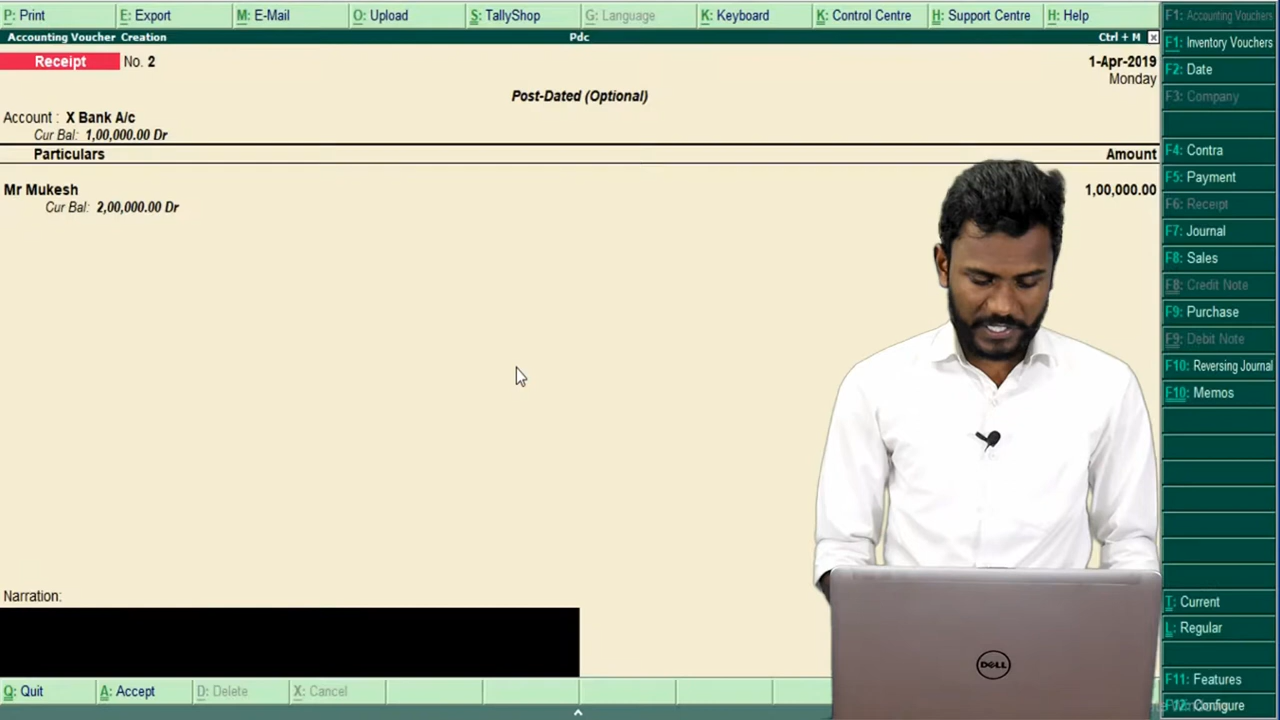 P: Print E: Export M: E-Mail O: Upload S: TallyShop G: Language K: Keyboard K: Control Centre H: Support Centre H: Help F1: Accounting Vouchers
Accounting Voucher Creation Pdc Ctrl + M x
Receipt No. 2 1-Apr-2019
Monday
Post-Dated (Optional)
Account : X Bank A/c
Cur Bal: 1,00,000.00 Dr
Particulars Amount
Mr Mukesh 1,00,000.00
Cur Bal: 2,00,000.00 Dr
Narration:
Q: Quit A: Accept D: Delete X: Cancel
F1: Inventory Vouchers
F2: Date
F3: Company
F4: Contra
F5: Payment
F6: Receipt
F7: Journal
F8: Sales
F8: Credit Note
F9: Purchase
F9: Debit Note
F10: Reversing Journal
F10: Memos
T: Current
L: Regular
F11: Features
F12: Configure
DELL